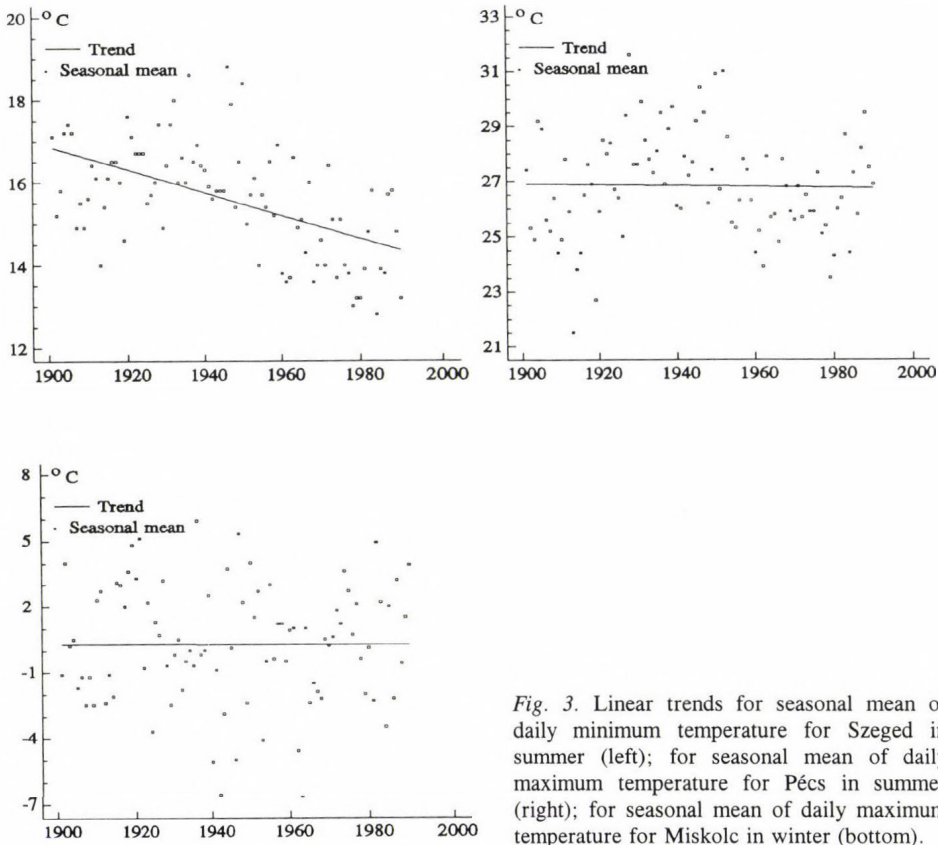 20
° C
Trend
Seasonal mean
18
16
14
12
1900 1920 1940 1960 1980 2000
33
° C
Trend
Seasonal mean
31
29
27
25
23
21
1900 1920 1940 1960 1980 2000
8
° C
Trend
Seasonal mean
5
2
-1
-4
-7
1900 1920 1940 1960 1980 2000
Fig. 3. Linear trends for seasonal mean o
daily minimum temperature for Szeged i
summer (left); for seasonal mean of dail
maximum temperature for Pécs in summe
(right); for seasonal mean of daily maximun
temperature for Miskolc in winter (bottom).